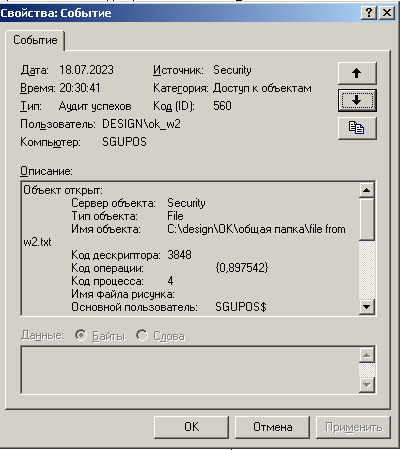 Свойства: Событие
Событие
Дата: 18.07.2023 Источник: Security
Время: 20:30:41 Категория: Доступ к объектам
Тип: Аудит успехов Код (ID): 560
Пользователь: DESIGN\ok_w2
Компьютер: SGUPOS
Описание:
Объект открыт:
Сервер объекта: Security
Тип объекта: File
Имя объекта: C:\design\OK\общая папка\file from
w2.txt
Код дескриптора: 3848
Код операции: {0,897542}
Код процесса: 4
Имя файла рисунка:
Основной пользователь: SGUPOS$
Данные: Байты Слова
OK Отмена Применить